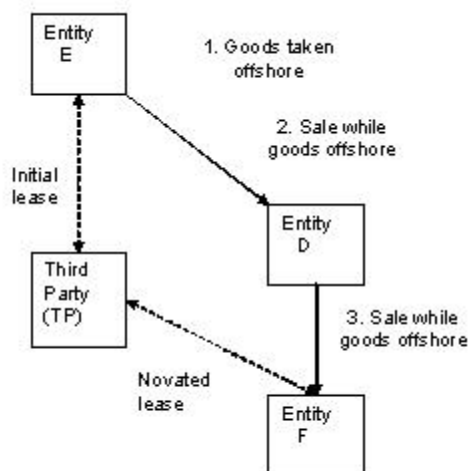 Entity
E
1. Goods taken
offshore
2. Sale while
goods offshore
Initial
lease
Entity
D
Third
Party
(TP)
3. Sale while
goods offshore
Novated
lease
Entity
F